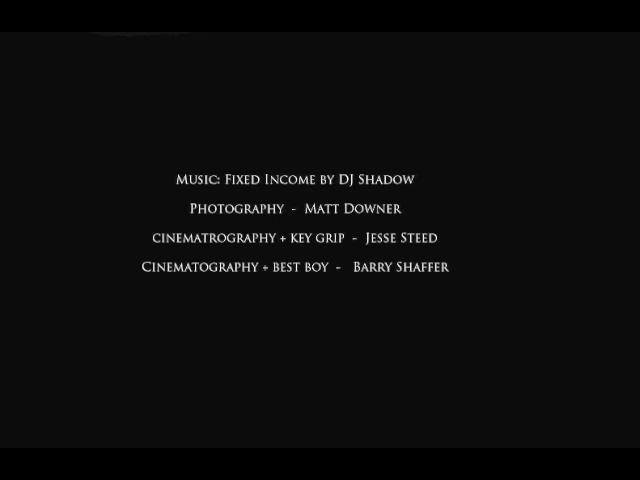 Music: Fixed Income by DJ Shadow
Photography - Matt Downer
cinematrography + key grip - Jesse Steed
Cinematography + best boy - Barry Shaffer